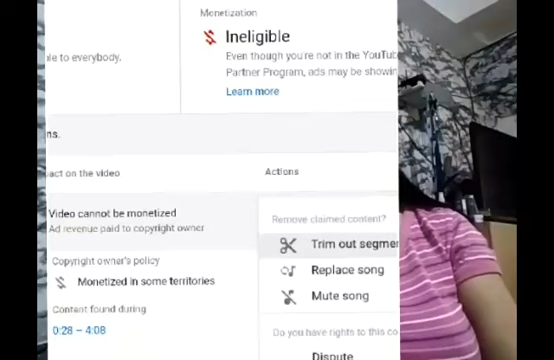 Monetization
Ineligible
le to everybody.
Even though you're not in the YouTub
Partner Program, ads may be showin
Learn more
ns.
act on the video
Actions
Video cannot be monetized
Ad revenue paid to copyright owner
Remove claimed content?
Trim out segme
Copyright owner's policy
Replace song
Monetized in some territories
Mute song
Content found during
0:28 – 4:08
Do you have rights to this co
Dispute